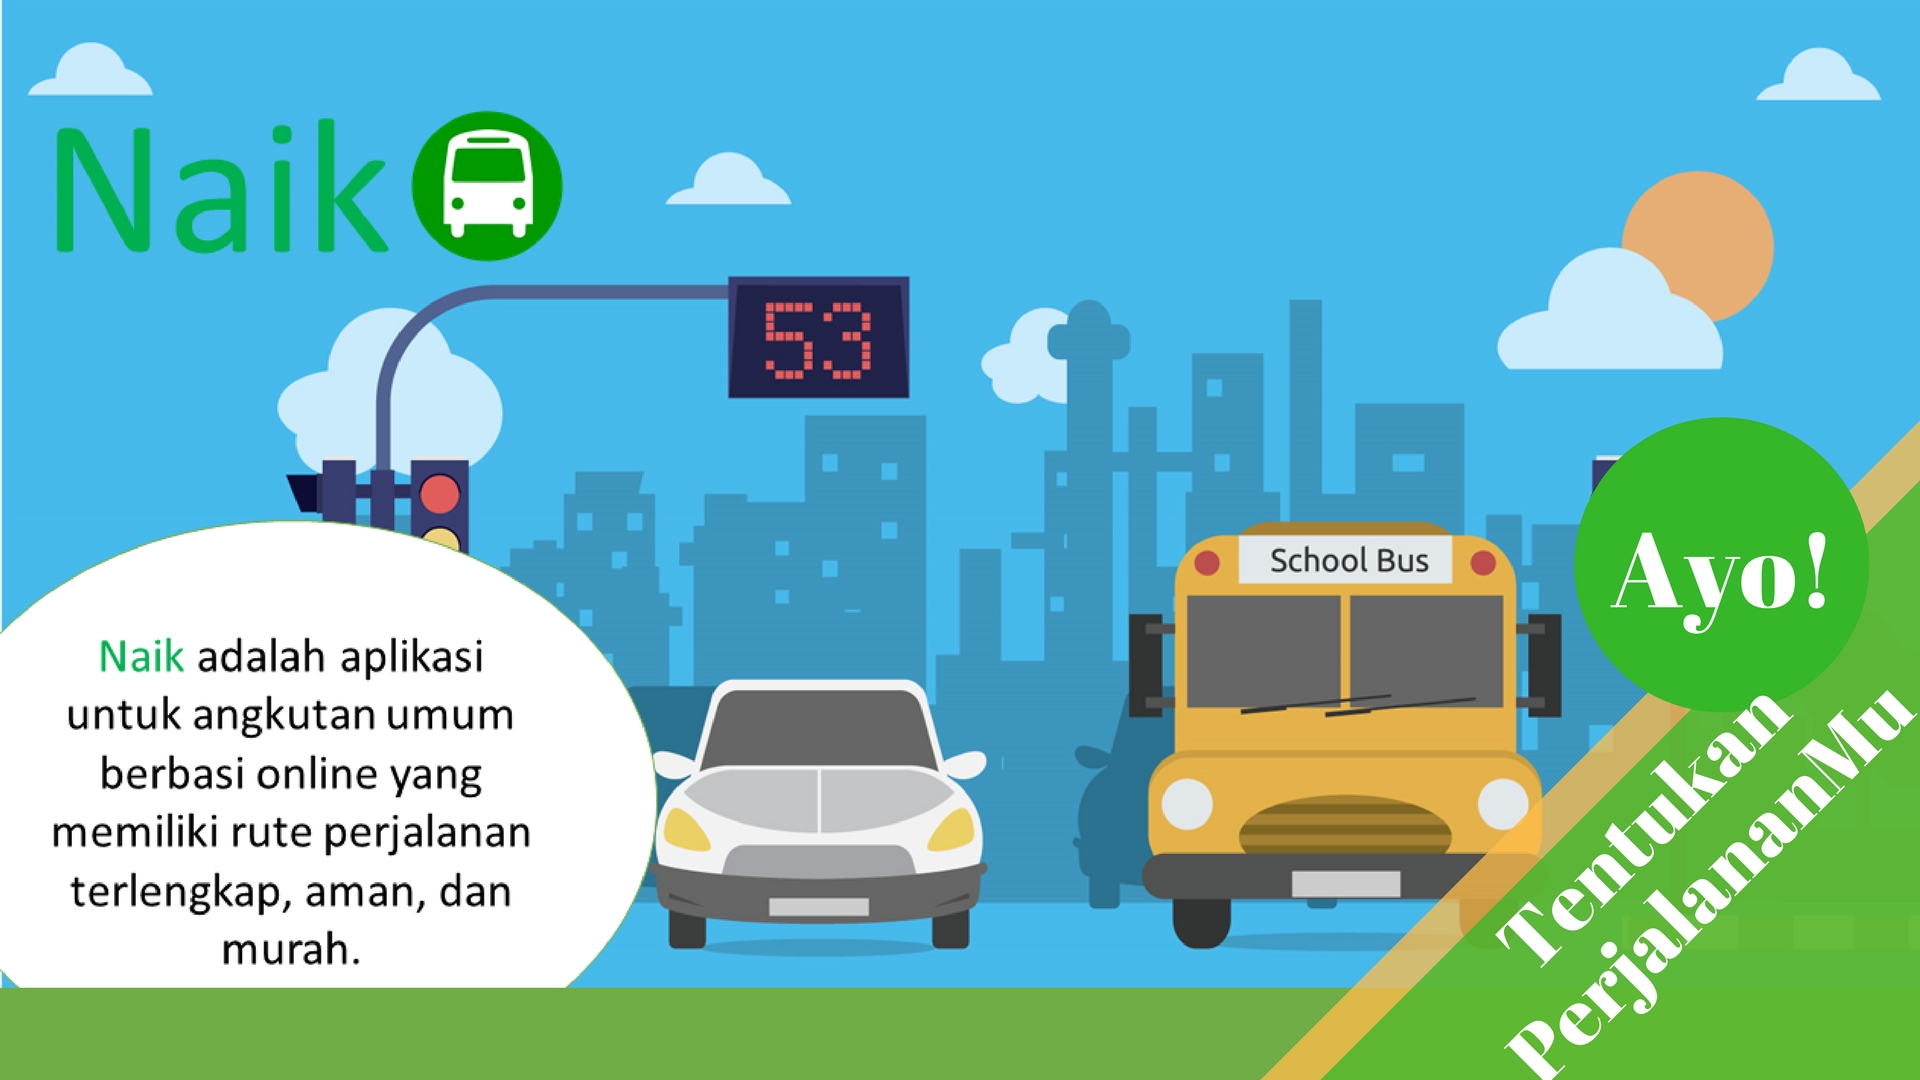 Naik
53
School Bus
Ayo!
Naik adalah aplikasi
untuk angkutan umum
berbasi online yang
memiliki rute perjalanan
terlengkap, aman, dan
murah.
Tentukan
PerjalananMu